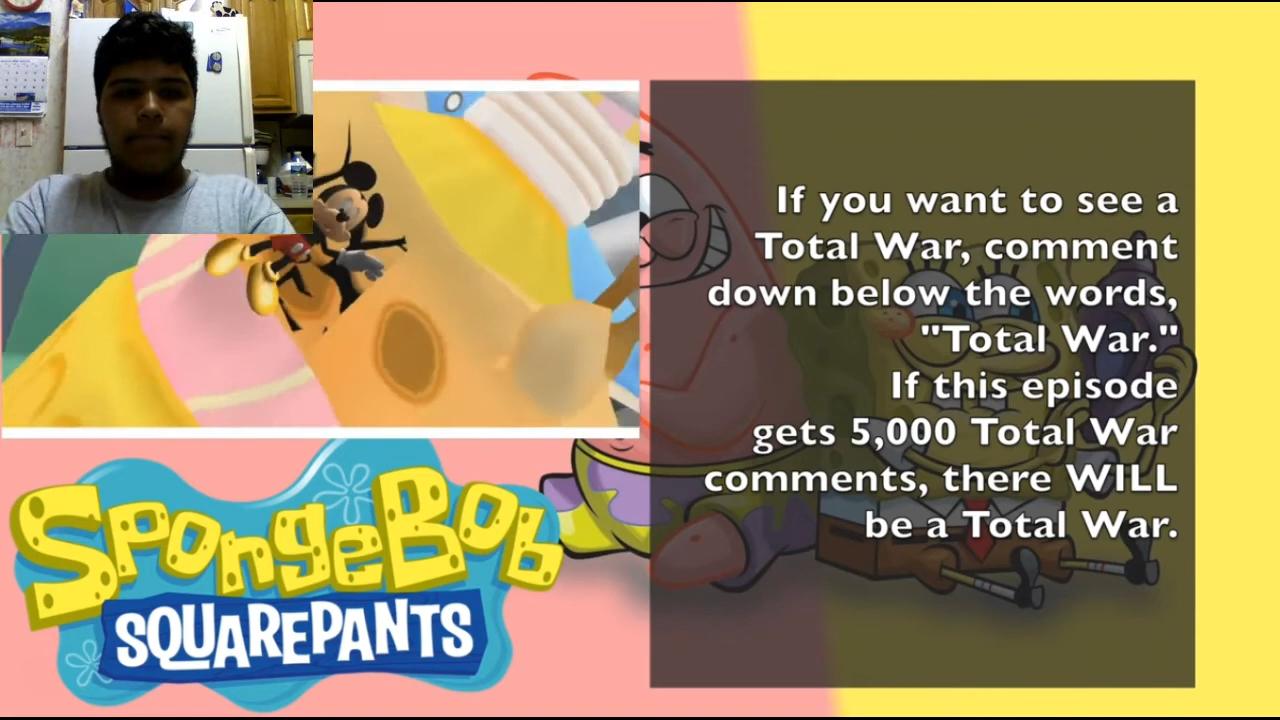 If you want to see a
Total War, comment
down below the words,
"Total War."
If this episode
gets 5,000 Total War
comments, there WILL
be a Total War.
SpongeBob
SQUAREPANTS